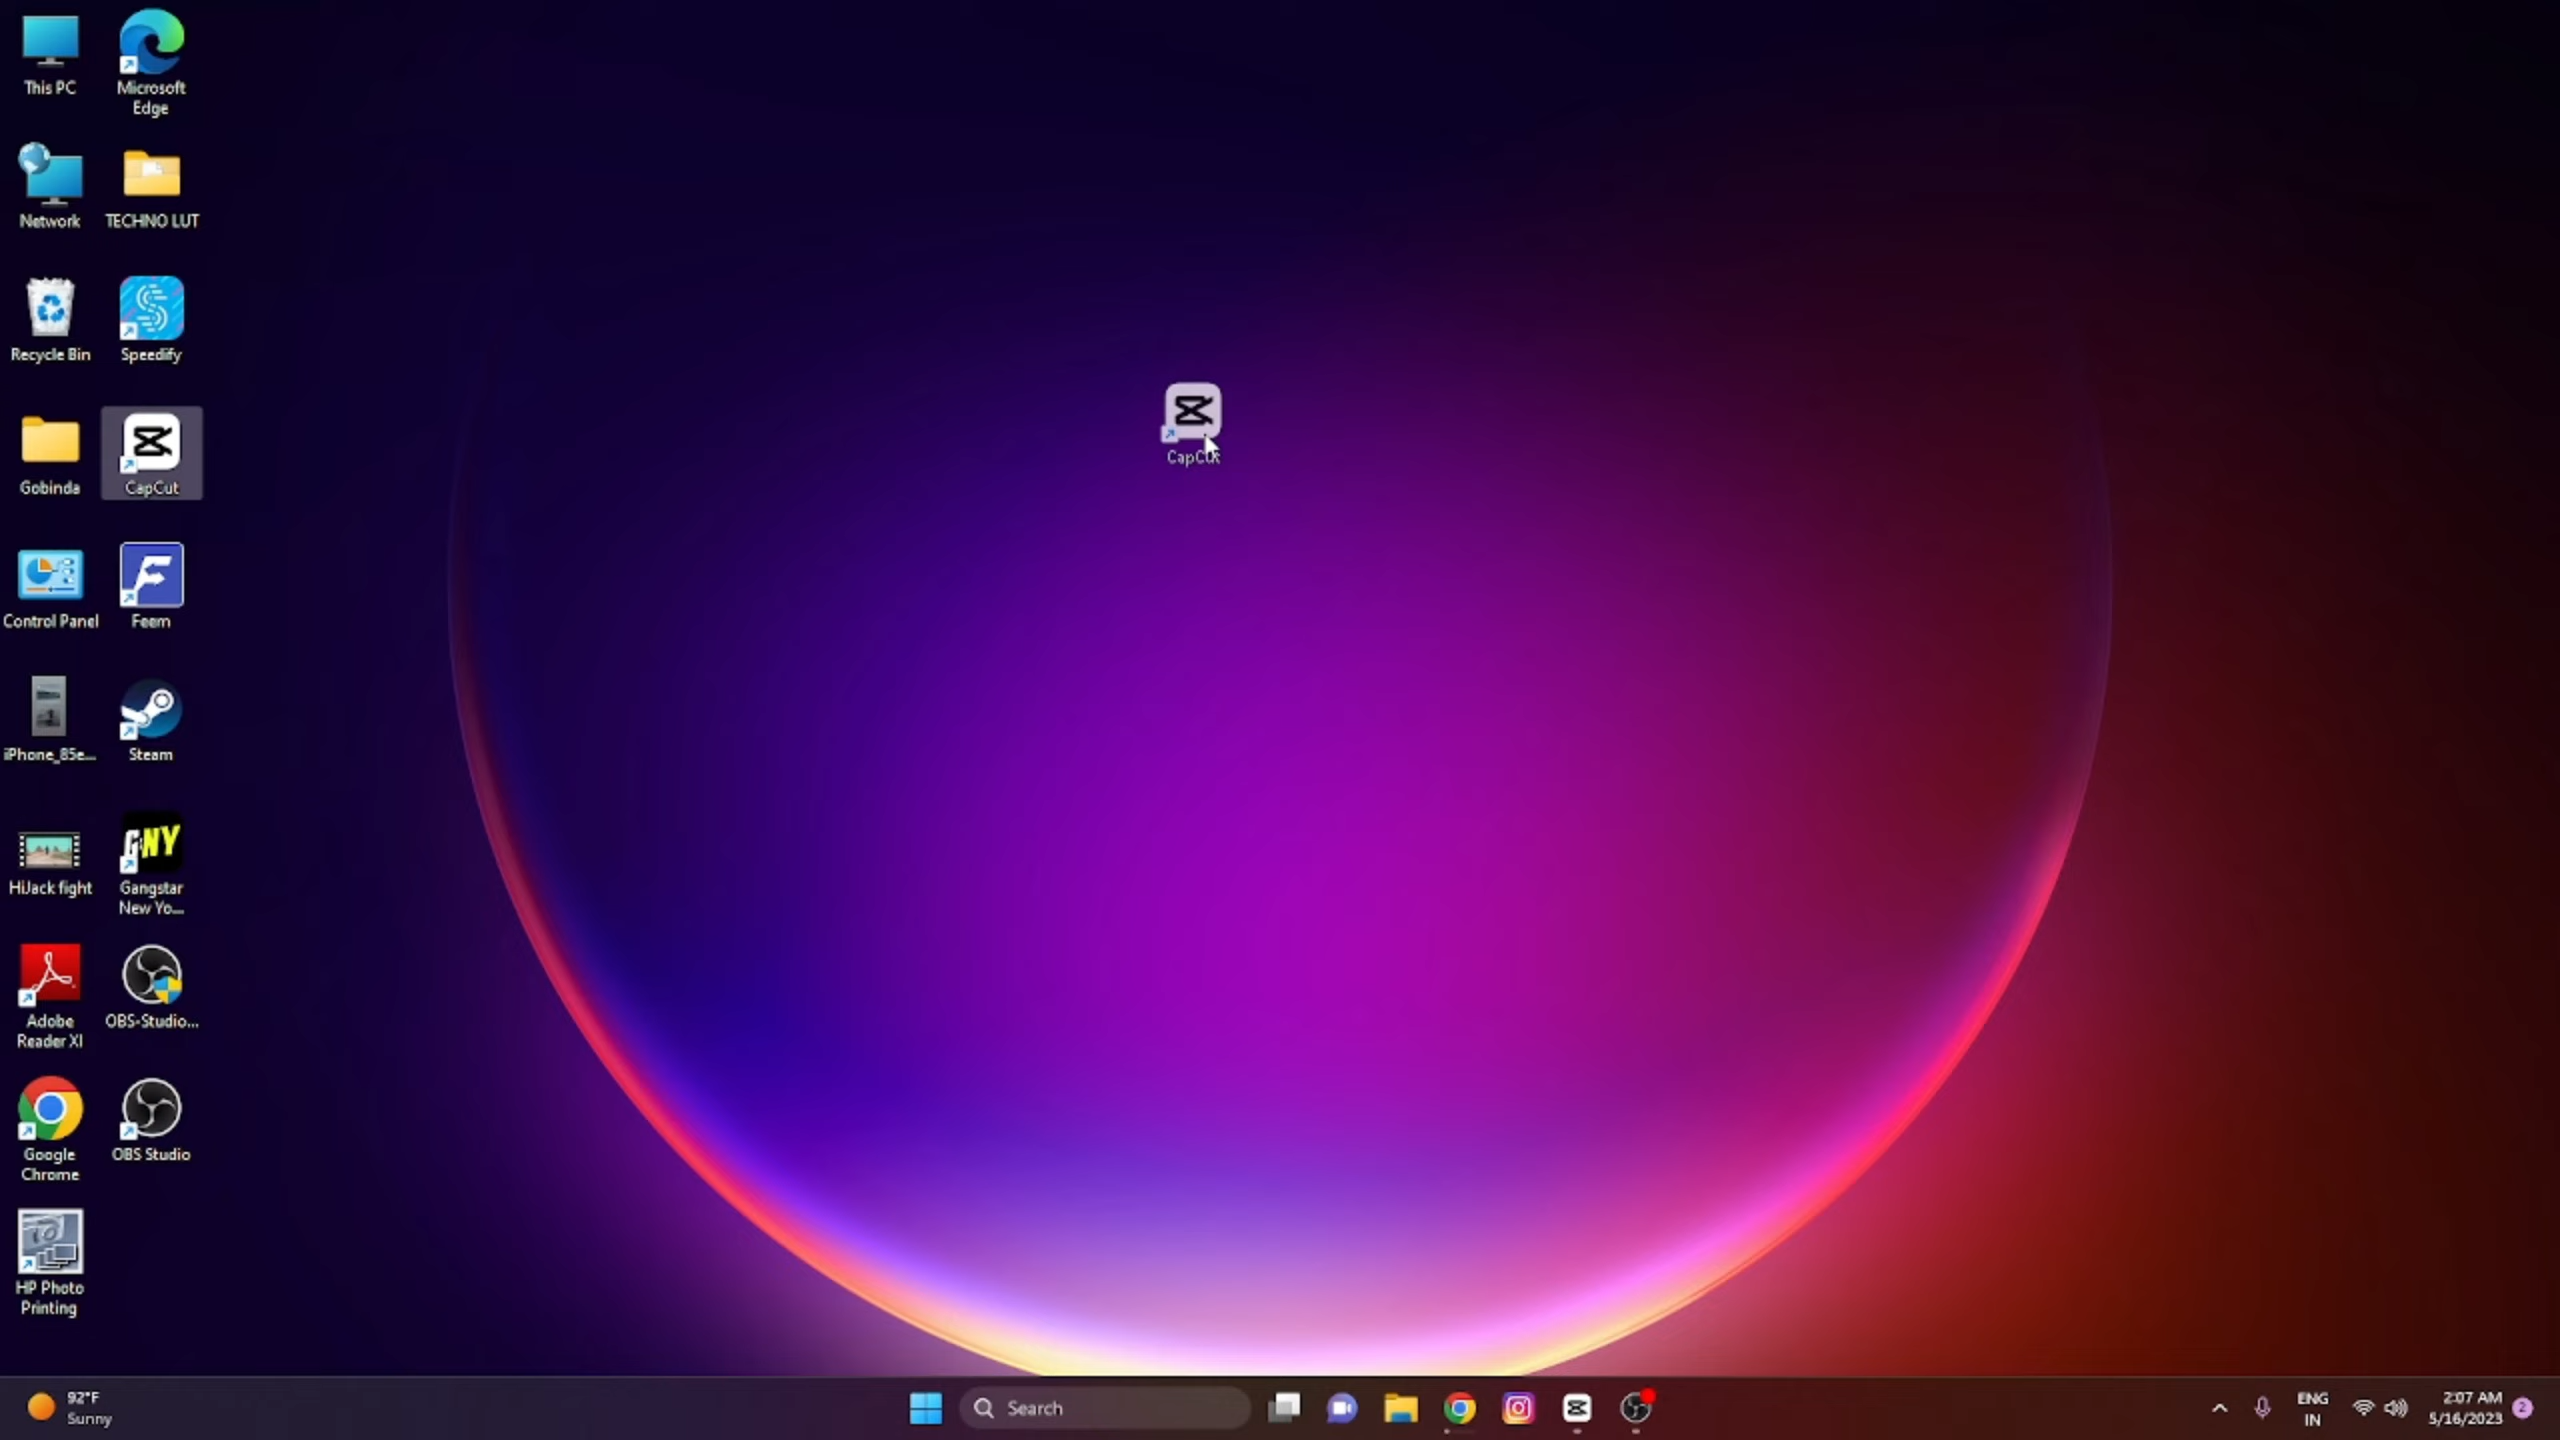 This PC
Microsoft
Edge
Network
TECHNO LUT
Recycle Bin
Speedify
Gobinda
CapCut
CapCut
Control Panel
Feem
iPhone_85e...
Steam
HiJack fight
GNY
Gangstar
New Yo...
Adobe
Reader XI
OBS-Studio...
Google
Chrome
OBS Studio
HP Photo
Printing
92°F
Sunny
Search
ENG
IN
2:07 AM
5/16/2023
2